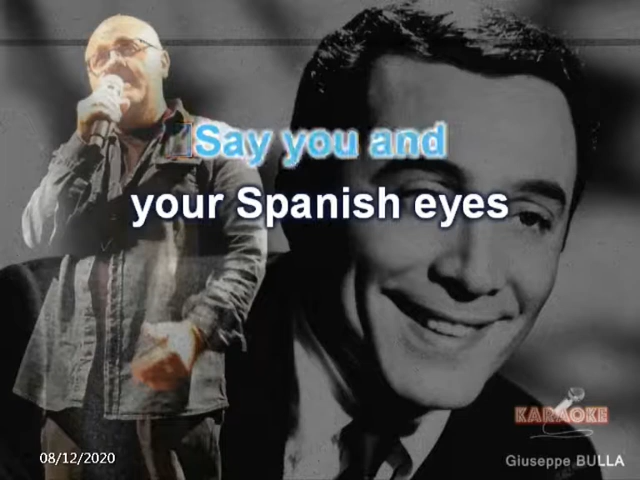 Say you and
your Spanish eyes
KARAOKE
08/12/2020
Giuseppe BULLA